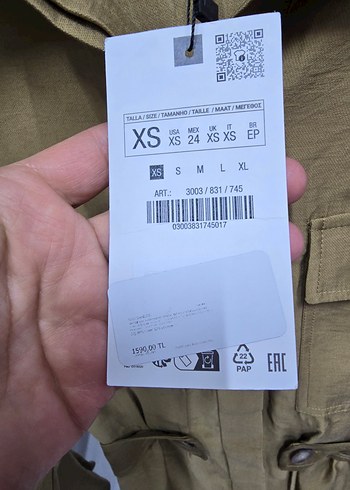 TALLA / SIZE / TAMANHO / TAILLE / MAAT / ΜΕΓΕΘΟΣ
XS USA XS MEX 24 UK XS IT XS BR EP
XS S M L XL
ART.: 3003 / 831 / 745
03003831745017
1590,00 TL
22
PAP
EAC